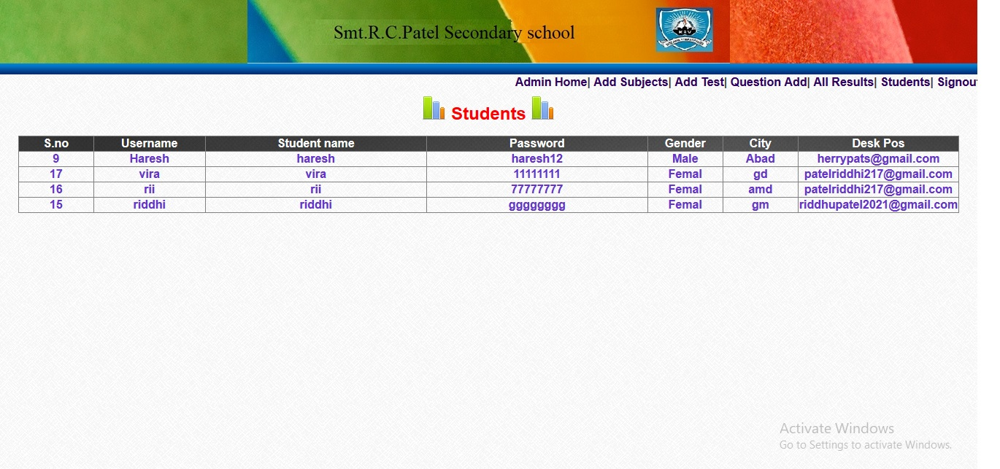 Smt.R.C.Patel Secondary school
Admin Home| Add Subjects| Add Test| Question Add| All Results| Students| Signout
Students
S.no Username Student name Password Gender City Desk Pos
9 Haresh haresh haresh12 Male Abad herrypats@gmail.com
17 vira vira 11111111 Femal gd patelriddhi217@gmail.com
16 rii rii 77777777 Femal amd patelriddhi217@gmail.com
15 riddhi riddhi gggggggg Femal gm riddhupatel2021@gmail.com
Activate Windows
Go to Settings to activate Windows.